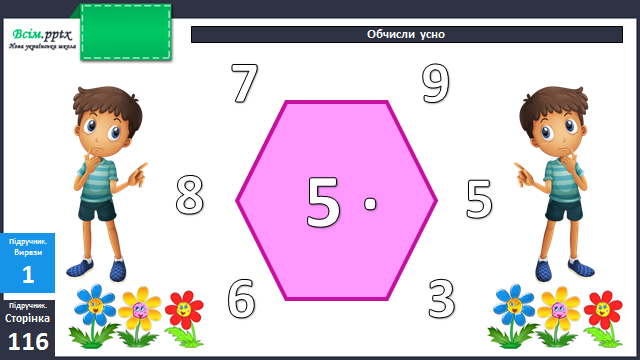 Всім.pptx
Нова українська школа
Обчисли усно
7
9
8
5 ·
5
6
3
Підручник.
Вирази
1
Підручник.
Сторінка
116